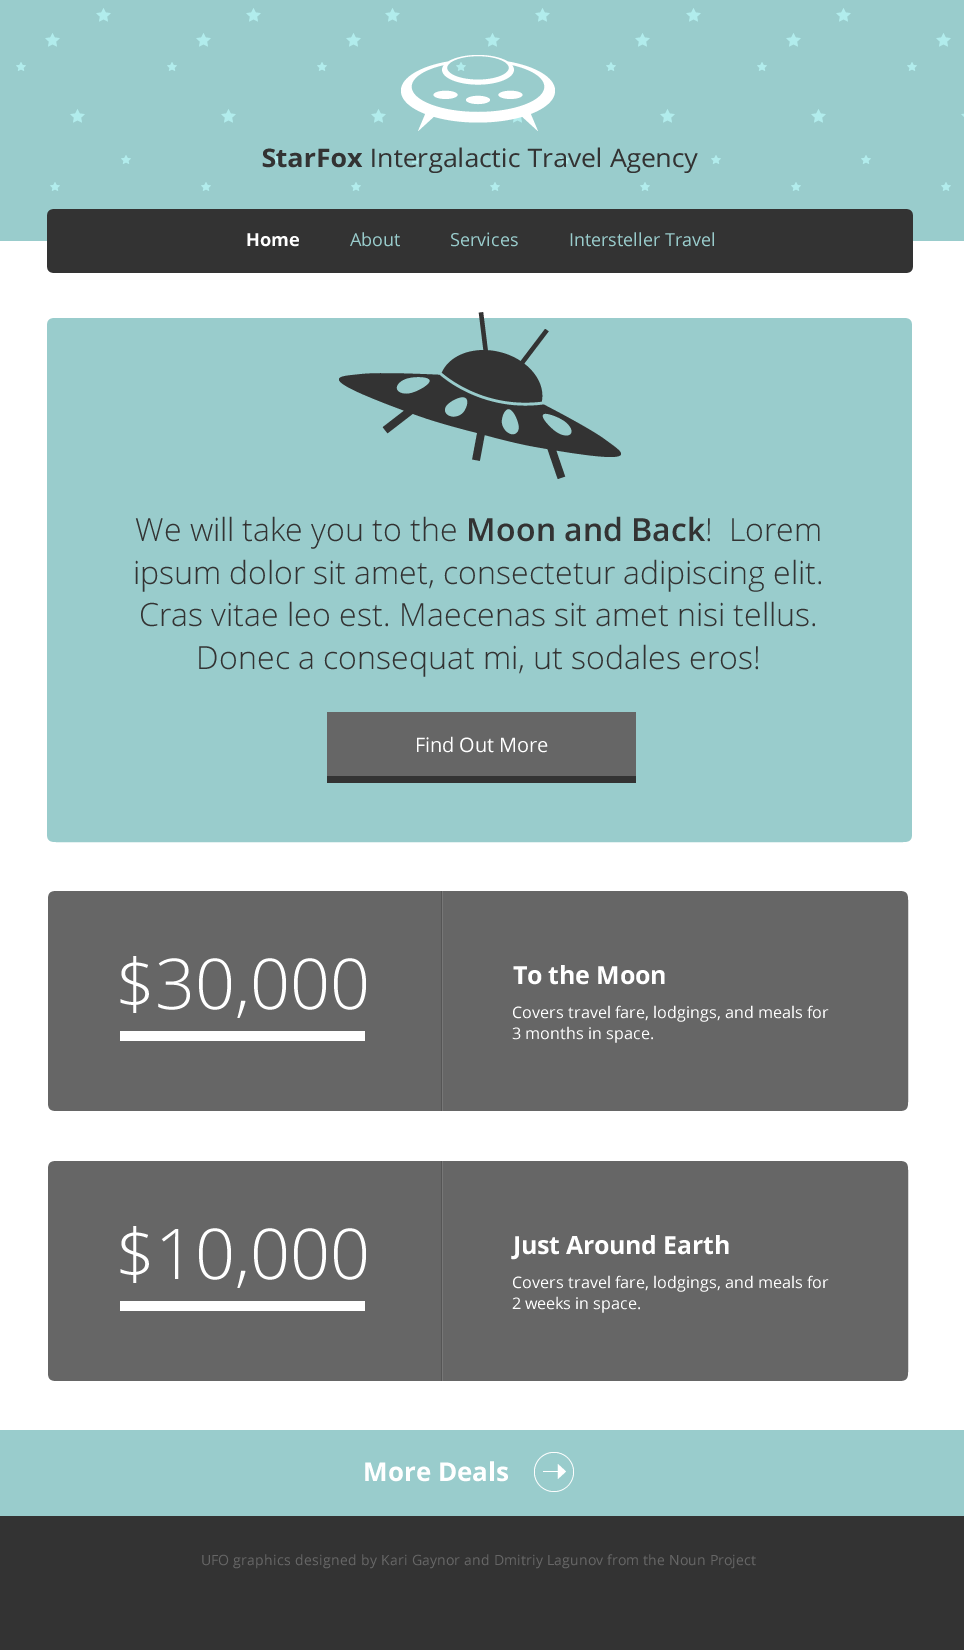 StarFox Intergalactic Travel Agency
Home About Services Intersteller Travel
We will take you to the Moon and Back! Lorem
ipsum dolor sit amet, consectetur adipiscing elit.
Cras vitae leo est. Maecenas sit amet nisi tellus.
Donec a consequat mi, ut sodales eros!
Find Out More
$30,000
To the Moon
Covers travel fare, lodgings, and meals for
3 months in space.
$10,000
Just Around Earth
Covers travel fare, lodgings, and meals for
2 weeks in space.
More Deals
UFO graphics designed by Kari Gaynor and Dmitriy Lagunov from the Noun Project